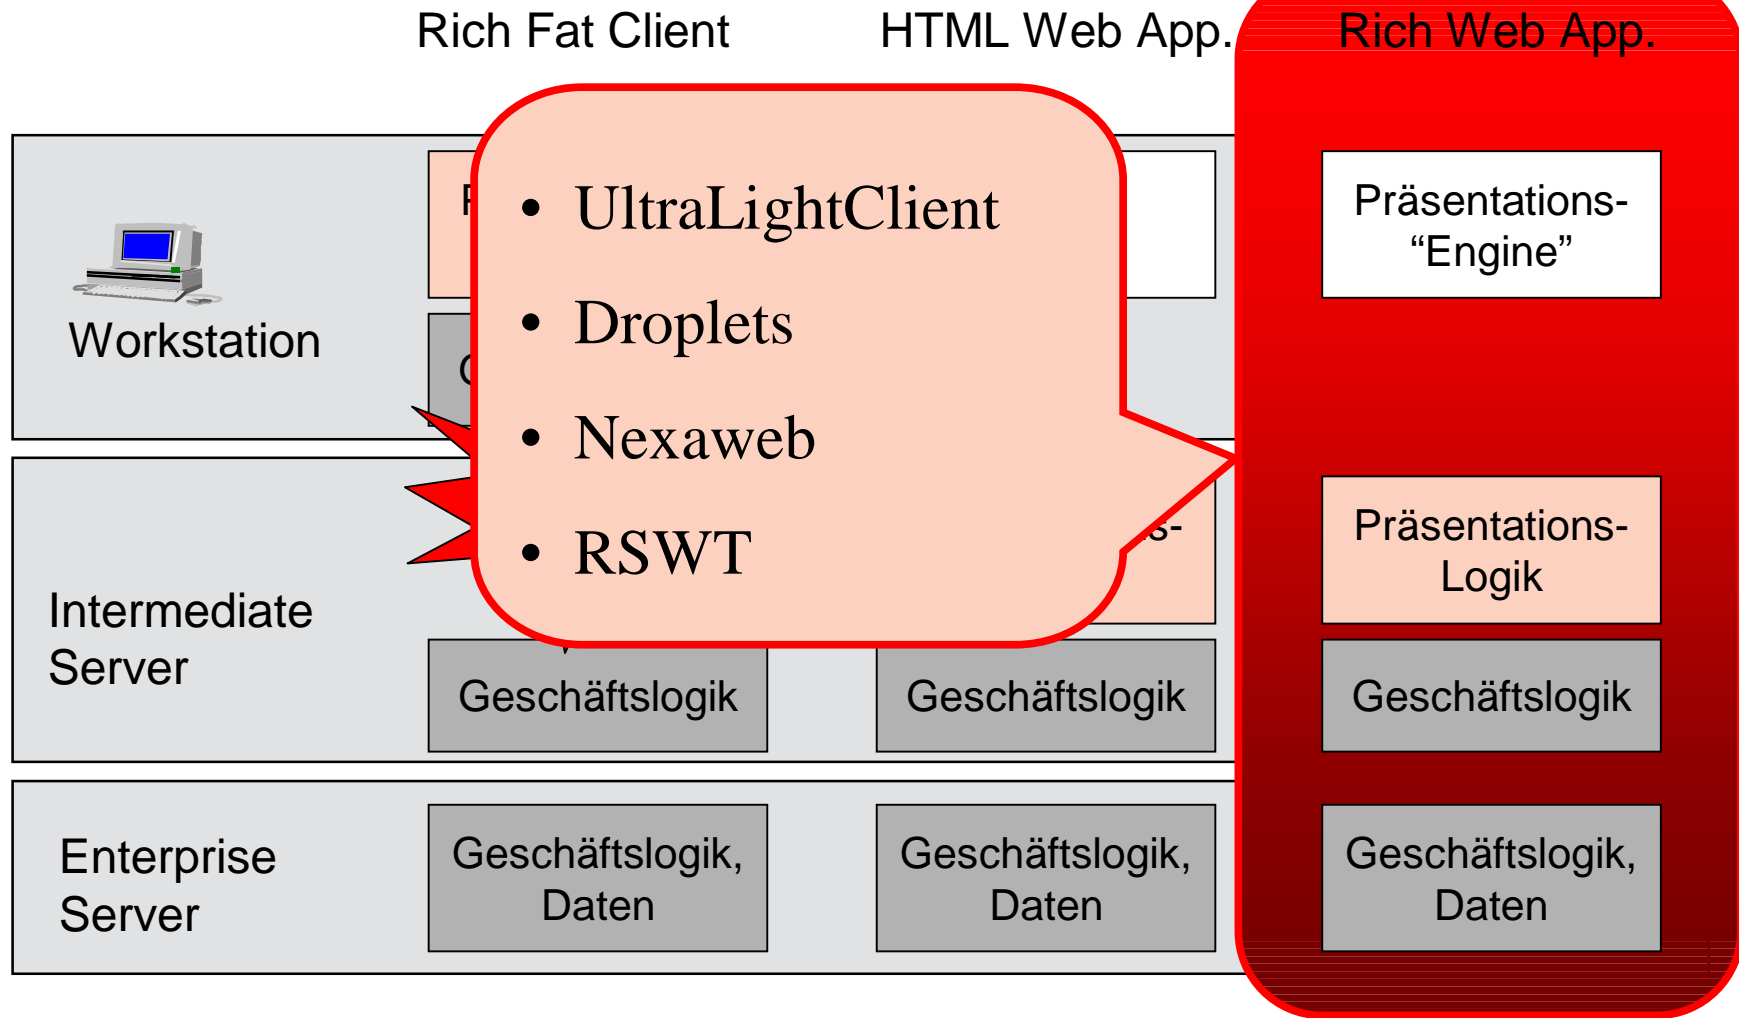 Rich Fat Client
HTML Web App.
Rich Web App.
Workstation
• UltraLightClient
• Droplets
• Nexaweb
• RSWT
Präsentations-
“Engine”
Intermediate
Server
Präsentations-
Logik
Geschäftslogik
Geschäftslogik
Geschäftslogik
Enterprise
Server
Geschäftslogik,
Daten
Geschäftslogik,
Daten
Geschäftslogik,
Daten